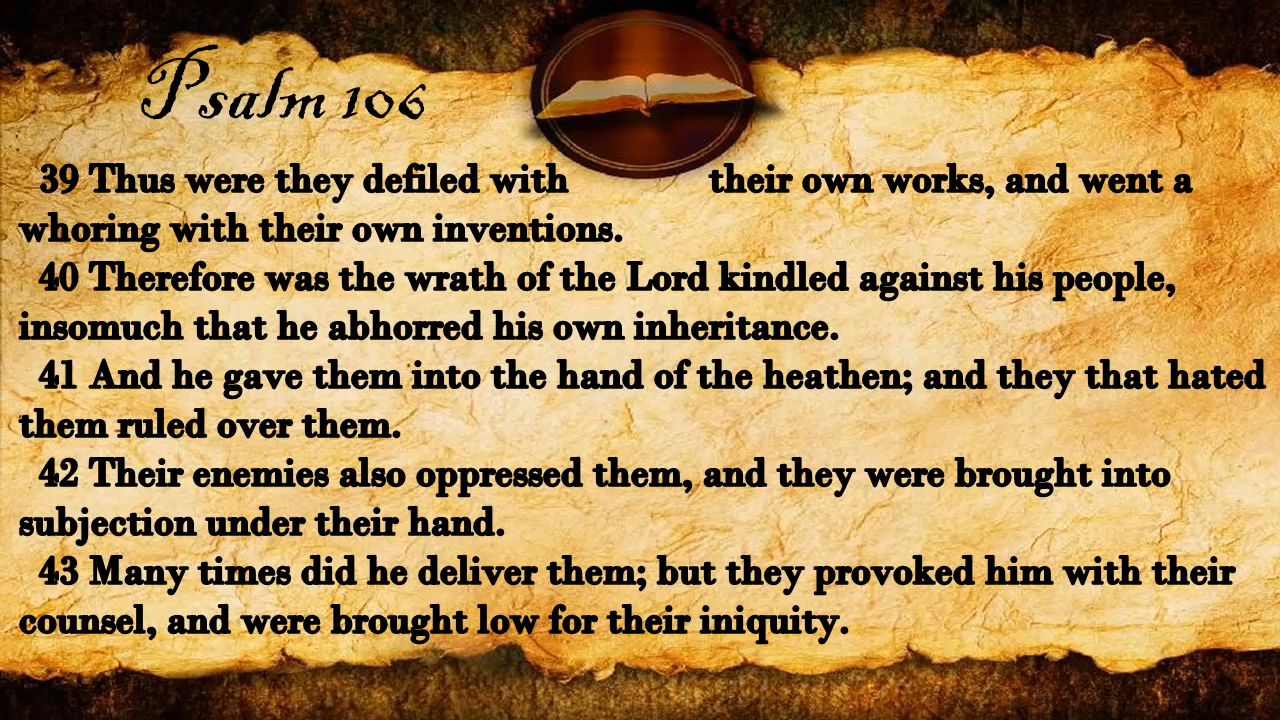 Psalm 106
39 Thus were they defiled with their own works, and went a
whoring with their own inventions.
40 Therefore was the wrath of the Lord kindled against his people,
insomuch that he abhorred his own inheritance.
41 And he gave them into the hand of the heathen; and they that hated
them ruled over them.
42 Their enemies also oppressed them, and they were brought into
subjection under their hand.
43 Many times did he deliver them; but they provoked him with their
counsel, and were brought low for their iniquity.